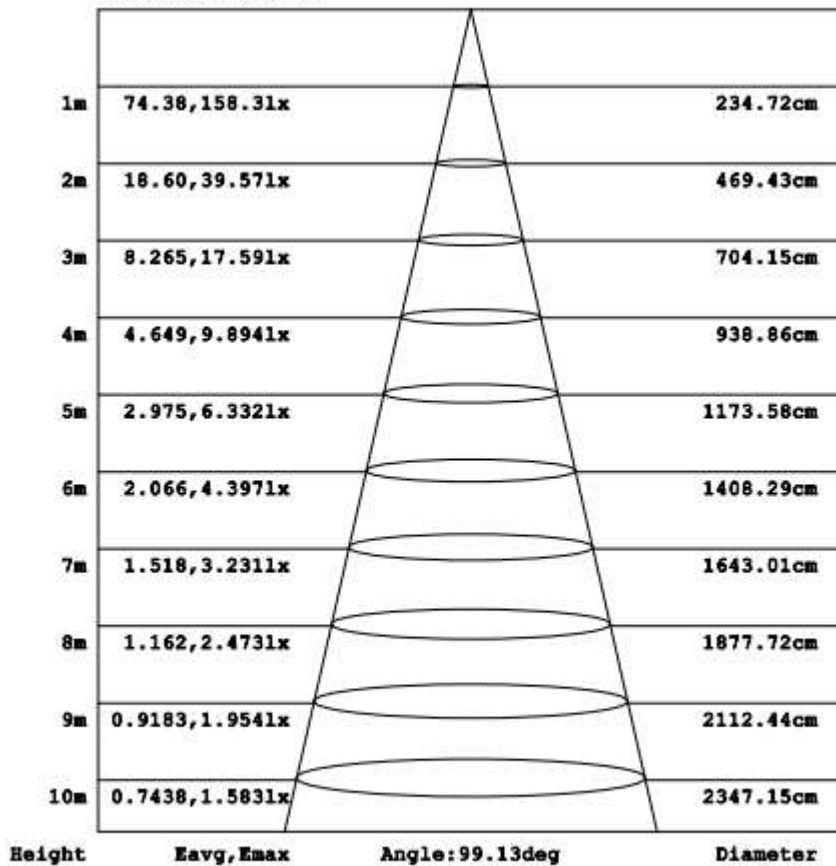 1m 74.38,158.3lx 234.72cm
2m 18.60,39.57lx 469.43cm
3m 8.265,17.59lx 704.15cm
4m 4.649,9.894lx 938.86cm
5m 2.975,6.332lx 1173.58cm
6m 2.066,4.397lx 1408.29cm
7m 1.518,3.231lx 1643.01cm
8m 1.162,2.473lx 1877.72cm
9m 0.9183,1.954lx 2112.44cm
10m 0.7438,1.583lx 2347.15cm
Height Eavg,Emax Angle:99.13deg Diameter